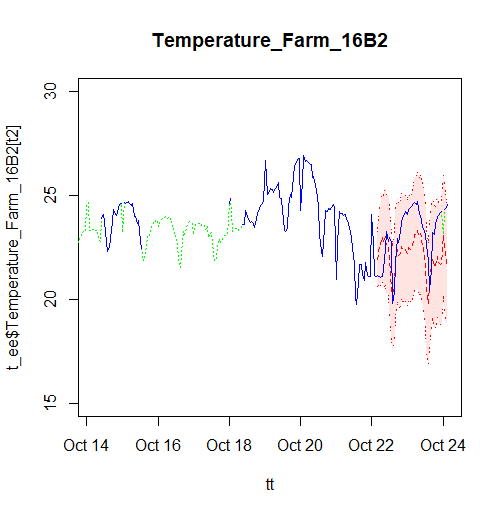 Temperature_Farm_16B2
t_ee$Temperature_Farm_16B2[t2]
30
25
20
15
Oct 14 Oct 16 Oct 18 Oct 20 Oct 22 Oct 24
tt